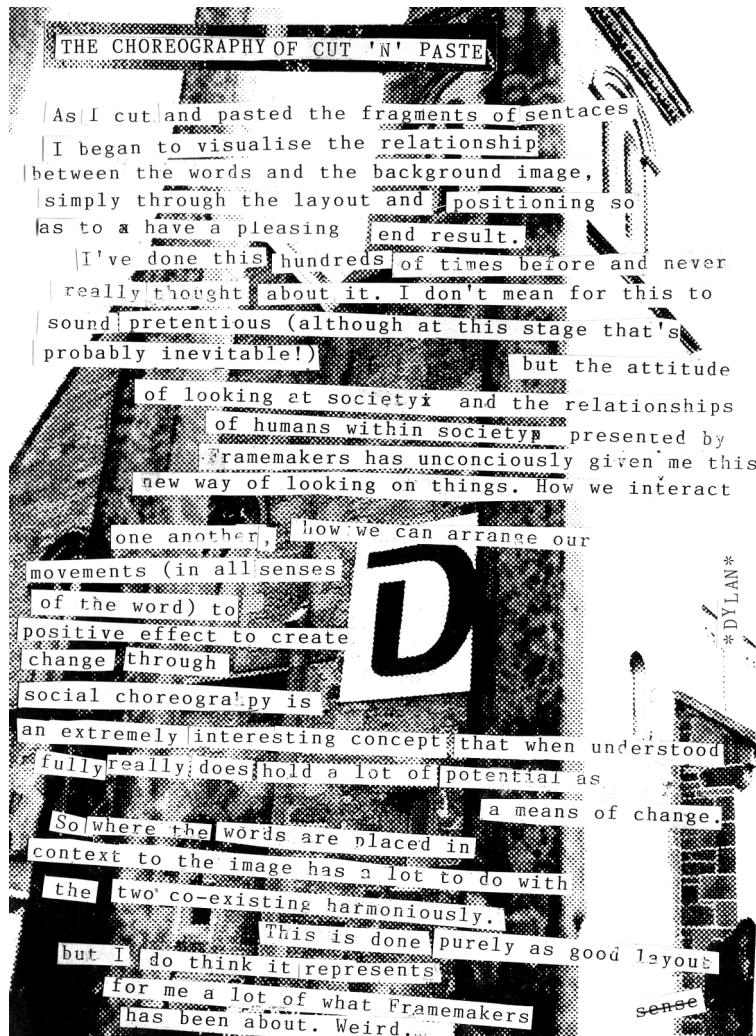 THE CHOREOGRAPHY OF CUT 'N' PASTE
As I cut and pasted the fragments of sentaces
I began to visualise the relationship
between the words and the background image,
simply through the layout and positioning so
as to a have a pleasing end result.
I've done this hundreds of times before and never
really thought about it. I don't mean for this to
sound pretentious (although at this stage that's
probably inevitable!) but the attitude
of looking at society and the relationships
of humans within society presented by
Framemakers has unconciously given me this
new way of looking on things. How we interact
one another, how we can arrange our
movements (in all senses
of the word) to
positive effect to create
change through
social choreograhpy is
an extremely interesting concept that when understood
fully really does hold a lot of potential as
a means of change.
So where the words are placed in
context to the image has a lot to do with
the two co-existing harmoniously.
This is done purely as good layout
but I do think it represents sense
for me a lot of what Framemakers
has been about. Weird.
D
*DYLAN*